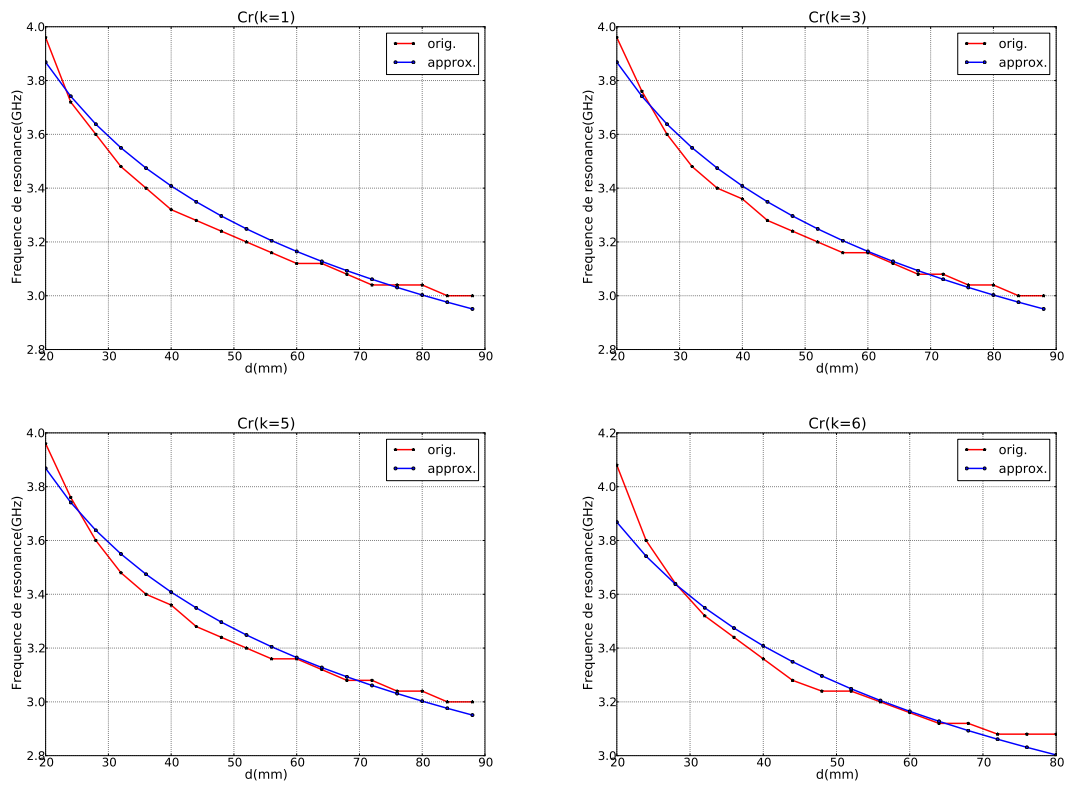 Cr(k=1)
4.0
3.8
3.6
3.4
3.2
3.0
2.8
Frequence de resonance(GHz)
orig.
approx.
20 30 40 50 60 70 80 90
d(mm)
Cr(k=3)
4.0
3.8
3.6
3.4
3.2
3.0
2.8
Frequence de resonance(GHz)
orig.
approx.
20 30 40 50 60 70 80 90
d(mm)
Cr(k=5)
4.0
3.8
3.6
3.4
3.2
3.0
2.8
Frequence de resonance(GHz)
orig.
approx.
20 30 40 50 60 70 80 90
d(mm)
Cr(k=6)
4.2
4.0
3.8
3.6
3.4
3.2
3.0
Frequence de resonance(GHz)
orig.
approx.
20 30 40 50 60 70 80
d(mm)